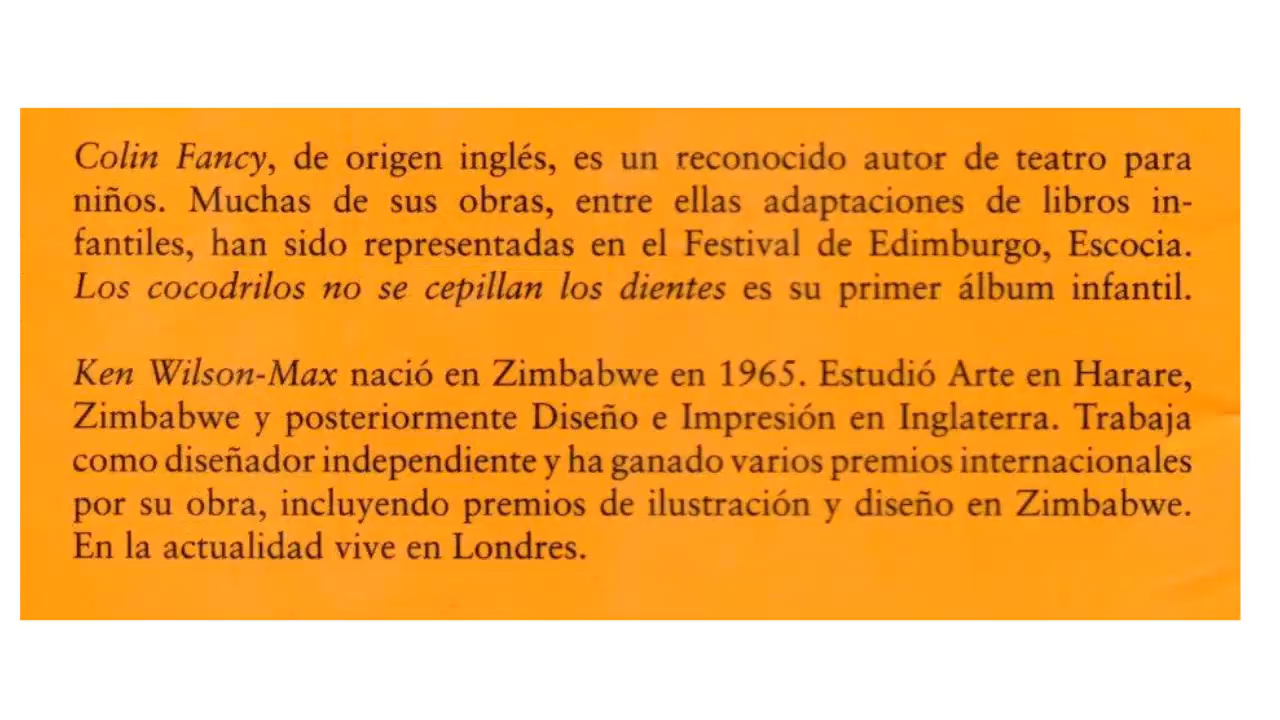 Colin Fancy, de origen inglés, es un reconocido autor de teatro para
niños. Muchas de sus obras, entre ellas adaptaciones de libros in-
fantiles, han sido representadas en el Festival de Edimburgo, Escocia.
Los cocodrilos no se cepillan los dientes es su primer álbum infantil.
Ken Wilson-Max nació en Zimbabwe en 1965. Estudió Arte en Harare,
Zimbabwe y posteriormente Diseño e Impresión en Inglaterra. Trabaja
como diseñador independiente y ha ganado varios premios internacionales
por su obra, incluyendo premios de ilustración y diseño en Zimbabwe.
En la actualidad vive en Londres.